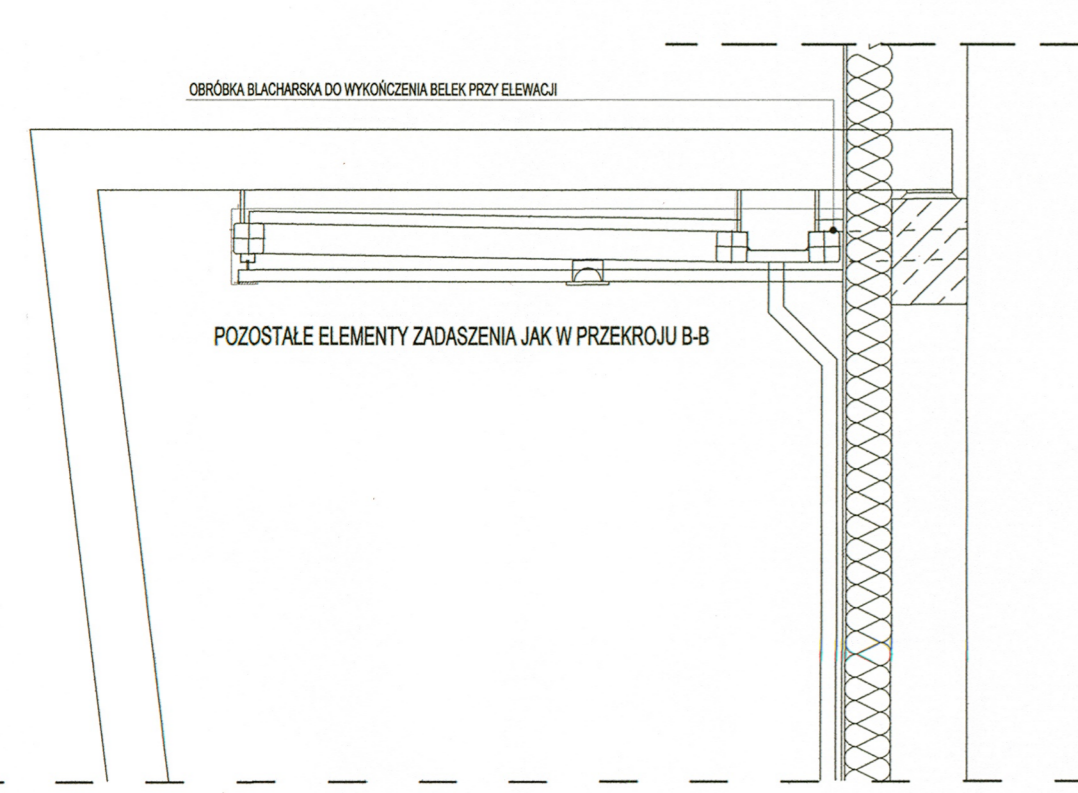 OBRÓBKA BLACHARSKA DO WYKOŃCZENIA BELEK PRZY ELEWACJI
POZOSTAŁE ELEMENTY ZADASZENIA JAK W PRZEKROJU B-B